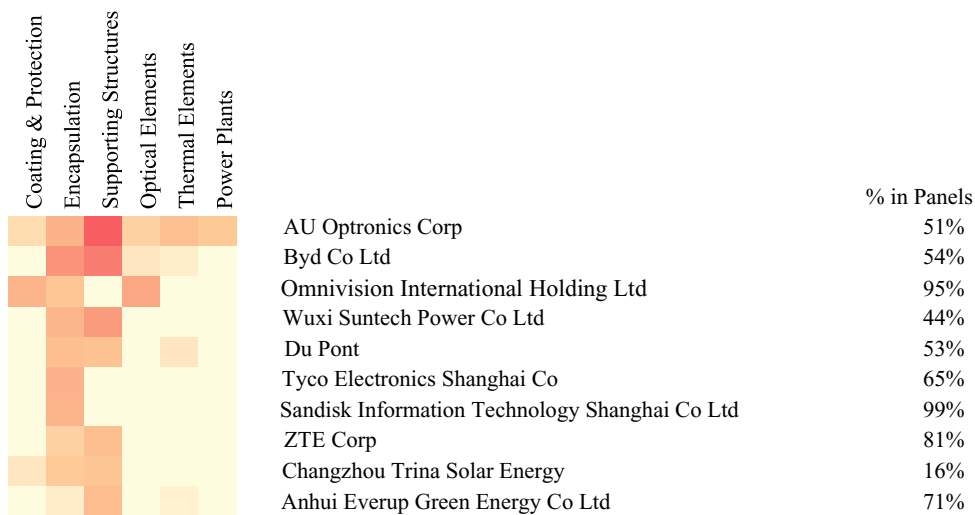 Coating & Protection
Encapsulation
Supporting Structures
Optical Elements
Thermal Elements
Power Plants
% in Panels
AU Optronics Corp 51%
Byd Co Ltd 54%
Omnivision International Holding Ltd 95%
Wuxi Suntech Power Co Ltd 44%
Du Pont 53%
Tyco Electronics Shanghai Co 65%
Sandisk Information Technology Shanghai Co Ltd 99%
ZTE Corp 81%
Changzhou Trina Solar Energy 16%
Anhui Everup Green Energy Co Ltd 71%